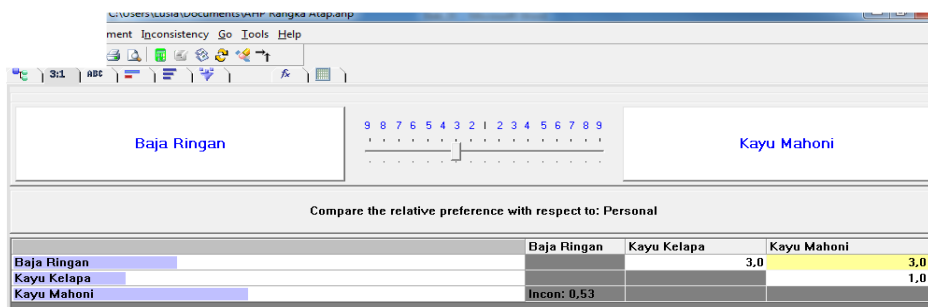 C:\Users\Lusia\Documents\AHP Rangka Atap.ahp
ment Inconsistency Go Tools Help
3:1 ABC fx
Baja Ringan
9 8 7 6 5 4 3 2 1 2 3 4 5 6 7 8 9
Kayu Mahoni
Compare the relative preference with respect to: Personal
Baja Ringan Kayu Kelapa Kayu Mahoni
Baja Ringan 3,0 3,0
Kayu Kelapa 1,0
Kayu Mahoni Incon: 0,53